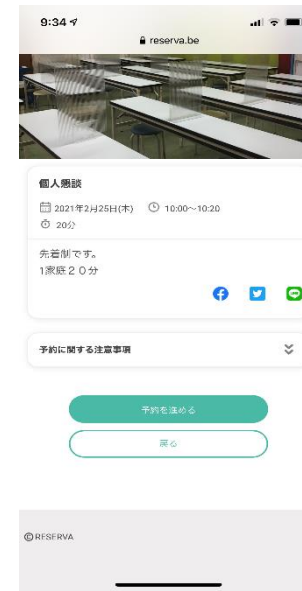 9:34
reserva.be
個人懇談
2021年2月25日(木) 10:00～10:20
20分
先着制です。
1家庭２０分
予約に関する注意事項
予約を進める
戻る
©RESERVA